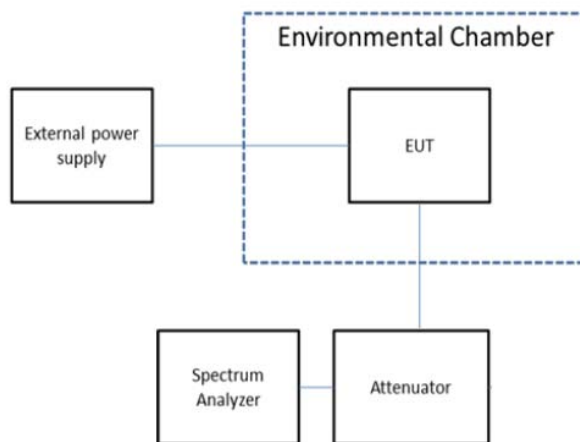 Environmental Chamber
External power
supply
EUT
Spectrum
Analyzer
Attenuator